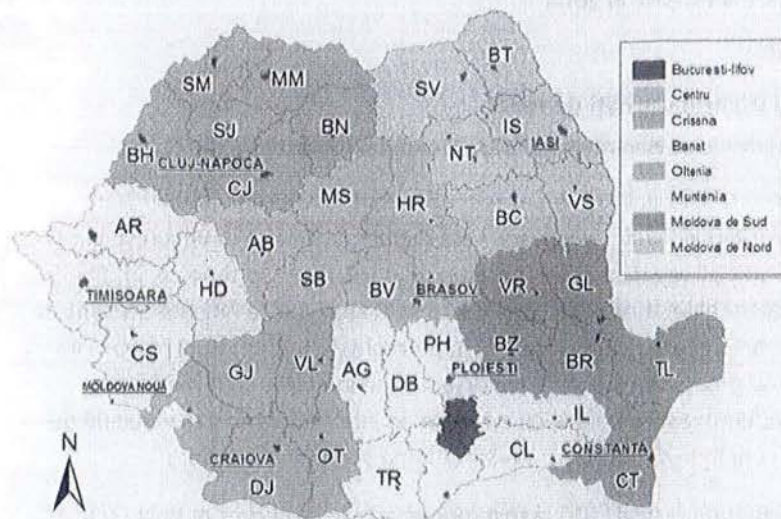 SM
MM
SV
BT
SJ
BN
NT
IS
IASI
BH
CLUJ-NAPOCA
CJ
MS
HR
BC
VS
AR
AB
SB
BV
BRASOV
VR
GL
TIMISOARA
HD
CS
MOLDOVA NOUĂ
GJ
VL
AG
DB
PH
PLOIESTI
BZ
BR
TL
IL
CL
CONSTANTA
CT
CRAIOVA
OT
DJ
TR
N
Bucuresti-Ilfov
Centru
Crisana
Banat
Oltenia
Muntenia
Moldova de Sud
Moldova de Nord